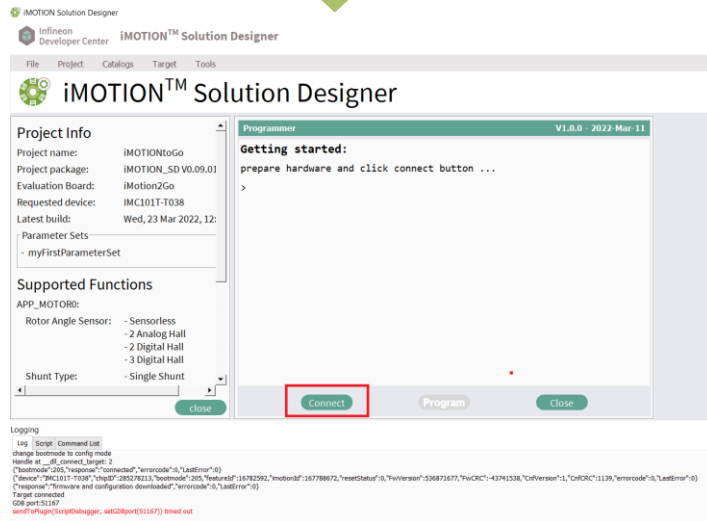 iMOTION Solution Designer
Infineon
Developer Center
iMOTION™ Solution Designer
File Project Catalogs Target Tools
iMOTION™ Solution Designer
Project Info
Project name: iMOTIONtoGo
Project package: iMOTION_SD V0.09.01
Evaluation Board: iMotion2Go
Requested device: IMC101T-T038
Latest build: Wed, 23 Mar 2022, 12:
Parameter Sets
- myFirstParameterSet
Supported Functions
APP_MOTOR0:
Rotor Angle Sensor: - Sensorless
- 2 Analog Hall
- 2 Digital Hall
- 3 Digital Hall
Shunt Type: - Single Shunt
close
Programmer V1.0.0 - 2022-Mar-11
Getting started:
prepare hardware and click connect button ...
>
Connect Program Close
Logging
Log Script Command List
change bootmode to config mode
Handle at __dll_connect_target: 2
{"bootmode":205,"response":"connected","errorcode":0,"LastError":0}
{"device":"IMC101T-T038","chipID":285278213,"bootmode":205,"featureId":16782592,"imotionId":167788672,"resetStatus":0,"FwVersion":536871677,"FwCRC":-43741538,"CnfVersion":1,"CnfCRC":1139,"errorcode":0,"LastError":0}
{"response":"firmware and configuration downloaded","errorcode":0,"LastError":0}
Target connected
GDB port:51167
sendToPlugin(ScriptDebugger, setGDBport(51167)) timed out